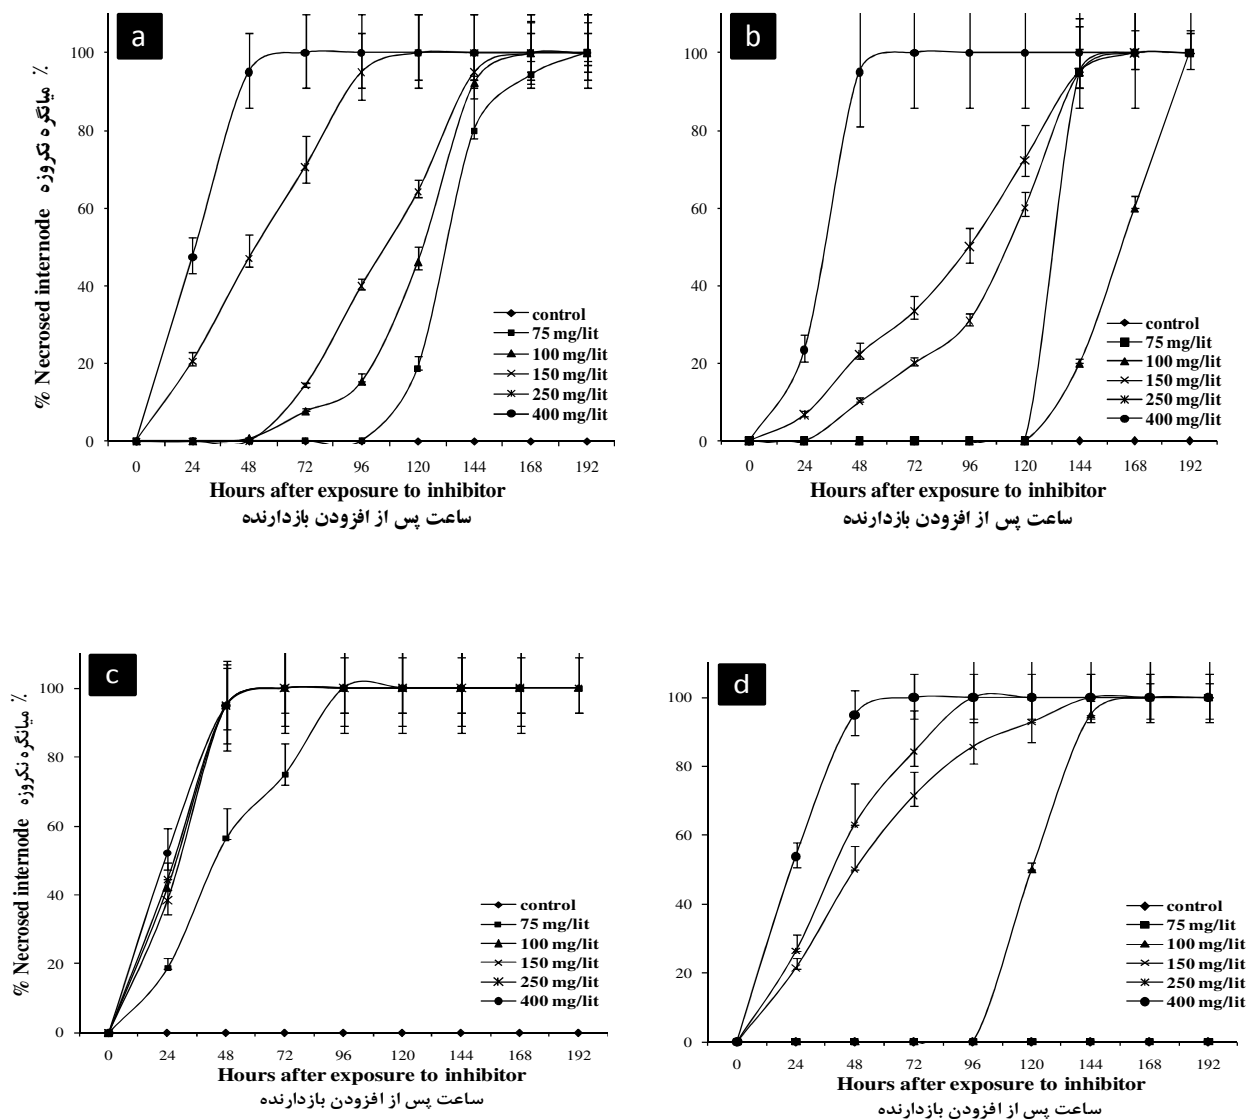 a
% Necrosed internode میانگره نکروزه ٪
100
80
60
40
20
0
control
75 mg/lit
100 mg/lit
150 mg/lit
250 mg/lit
400 mg/lit
0 24 48 72 96 120 144 168 192
Hours after exposure to inhibitor
ساعت پس از افزودن بازدارنده
b
100
80
60
40
20
0
control
75 mg/lit
100 mg/lit
150 mg/lit
250 mg/lit
400 mg/lit
0 24 48 72 96 120 144 168 192
Hours after exposure to inhibitor
ساعت پس از افزودن بازدارنده
c
% Necrosed internode میانگره نکروزه ٪
100
80
60
40
20
0
control
75 mg/lit
100 mg/lit
150 mg/lit
250 mg/lit
400 mg/lit
0 24 48 72 96 120 144 168 192
Hours after exposure to inhibitor
ساعت پس از افزودن بازدارنده
d
100
80
60
40
20
0
control
75 mg/lit
100 mg/lit
150 mg/lit
250 mg/lit
400 mg/lit
0 24 48 72 96 120 144 168 192
Hours after exposure to inhibitor
ساعت پس از افزودن بازدارنده